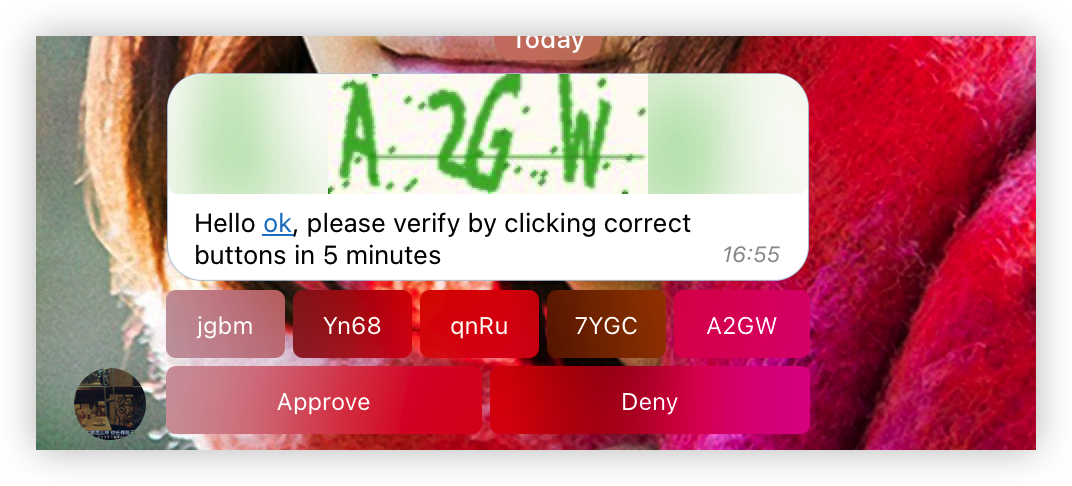 Today
A 2G W
Hello ok, please verify by clicking correct
buttons in 5 minutes
16:55
jgbm Yn68 qnRu 7YGC A2GW
Approve Deny